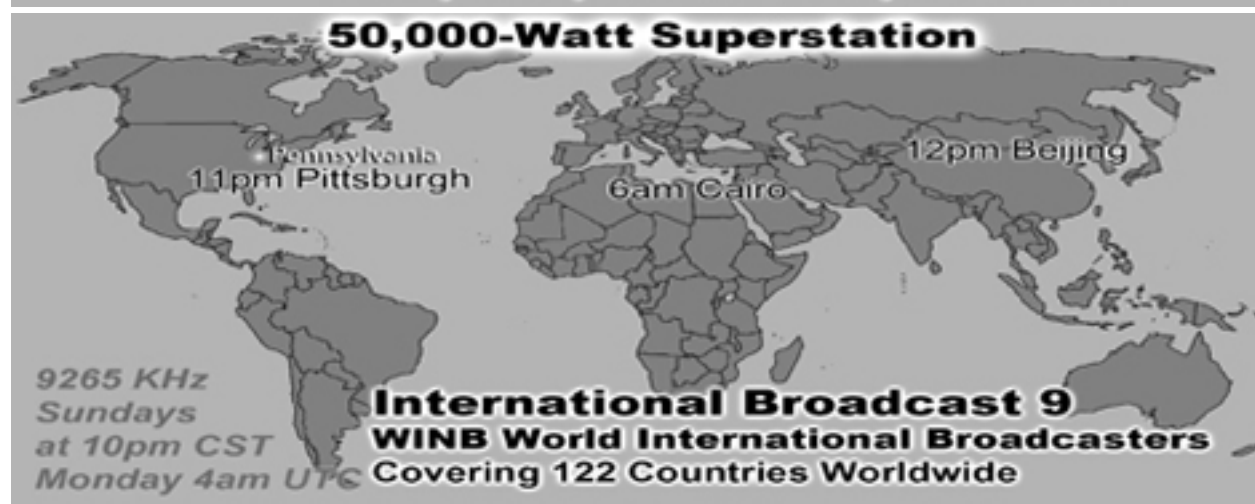 50,000-Watt Superstation
Pennsylvania
11pm Pittsburgh
6am Cairo
12pm Beijing
9265 KHz
Sundays
at 10pm CST
Monday 4am UTC
International Broadcast 9
WINB World International Broadcasters
Covering 122 Countries Worldwide